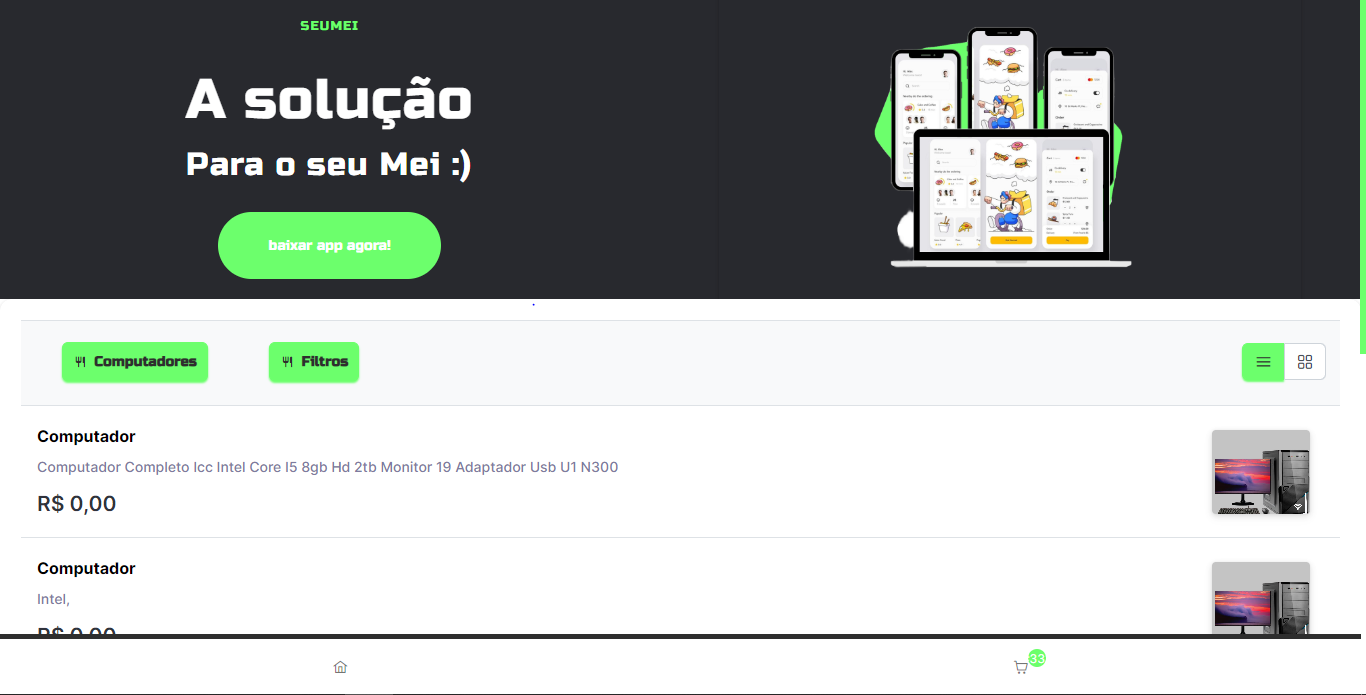 SEUMEI
A solução
Para o seu Mei :)
baixar app agora!
Computadores
Filtros
Computador
Computador Completo Icc Intel Core I5 8gb Hd 2tb Monitor 19 Adaptador Usb U1 N300
R$ 0,00
Computador
Intel,
R$ 0,00
33